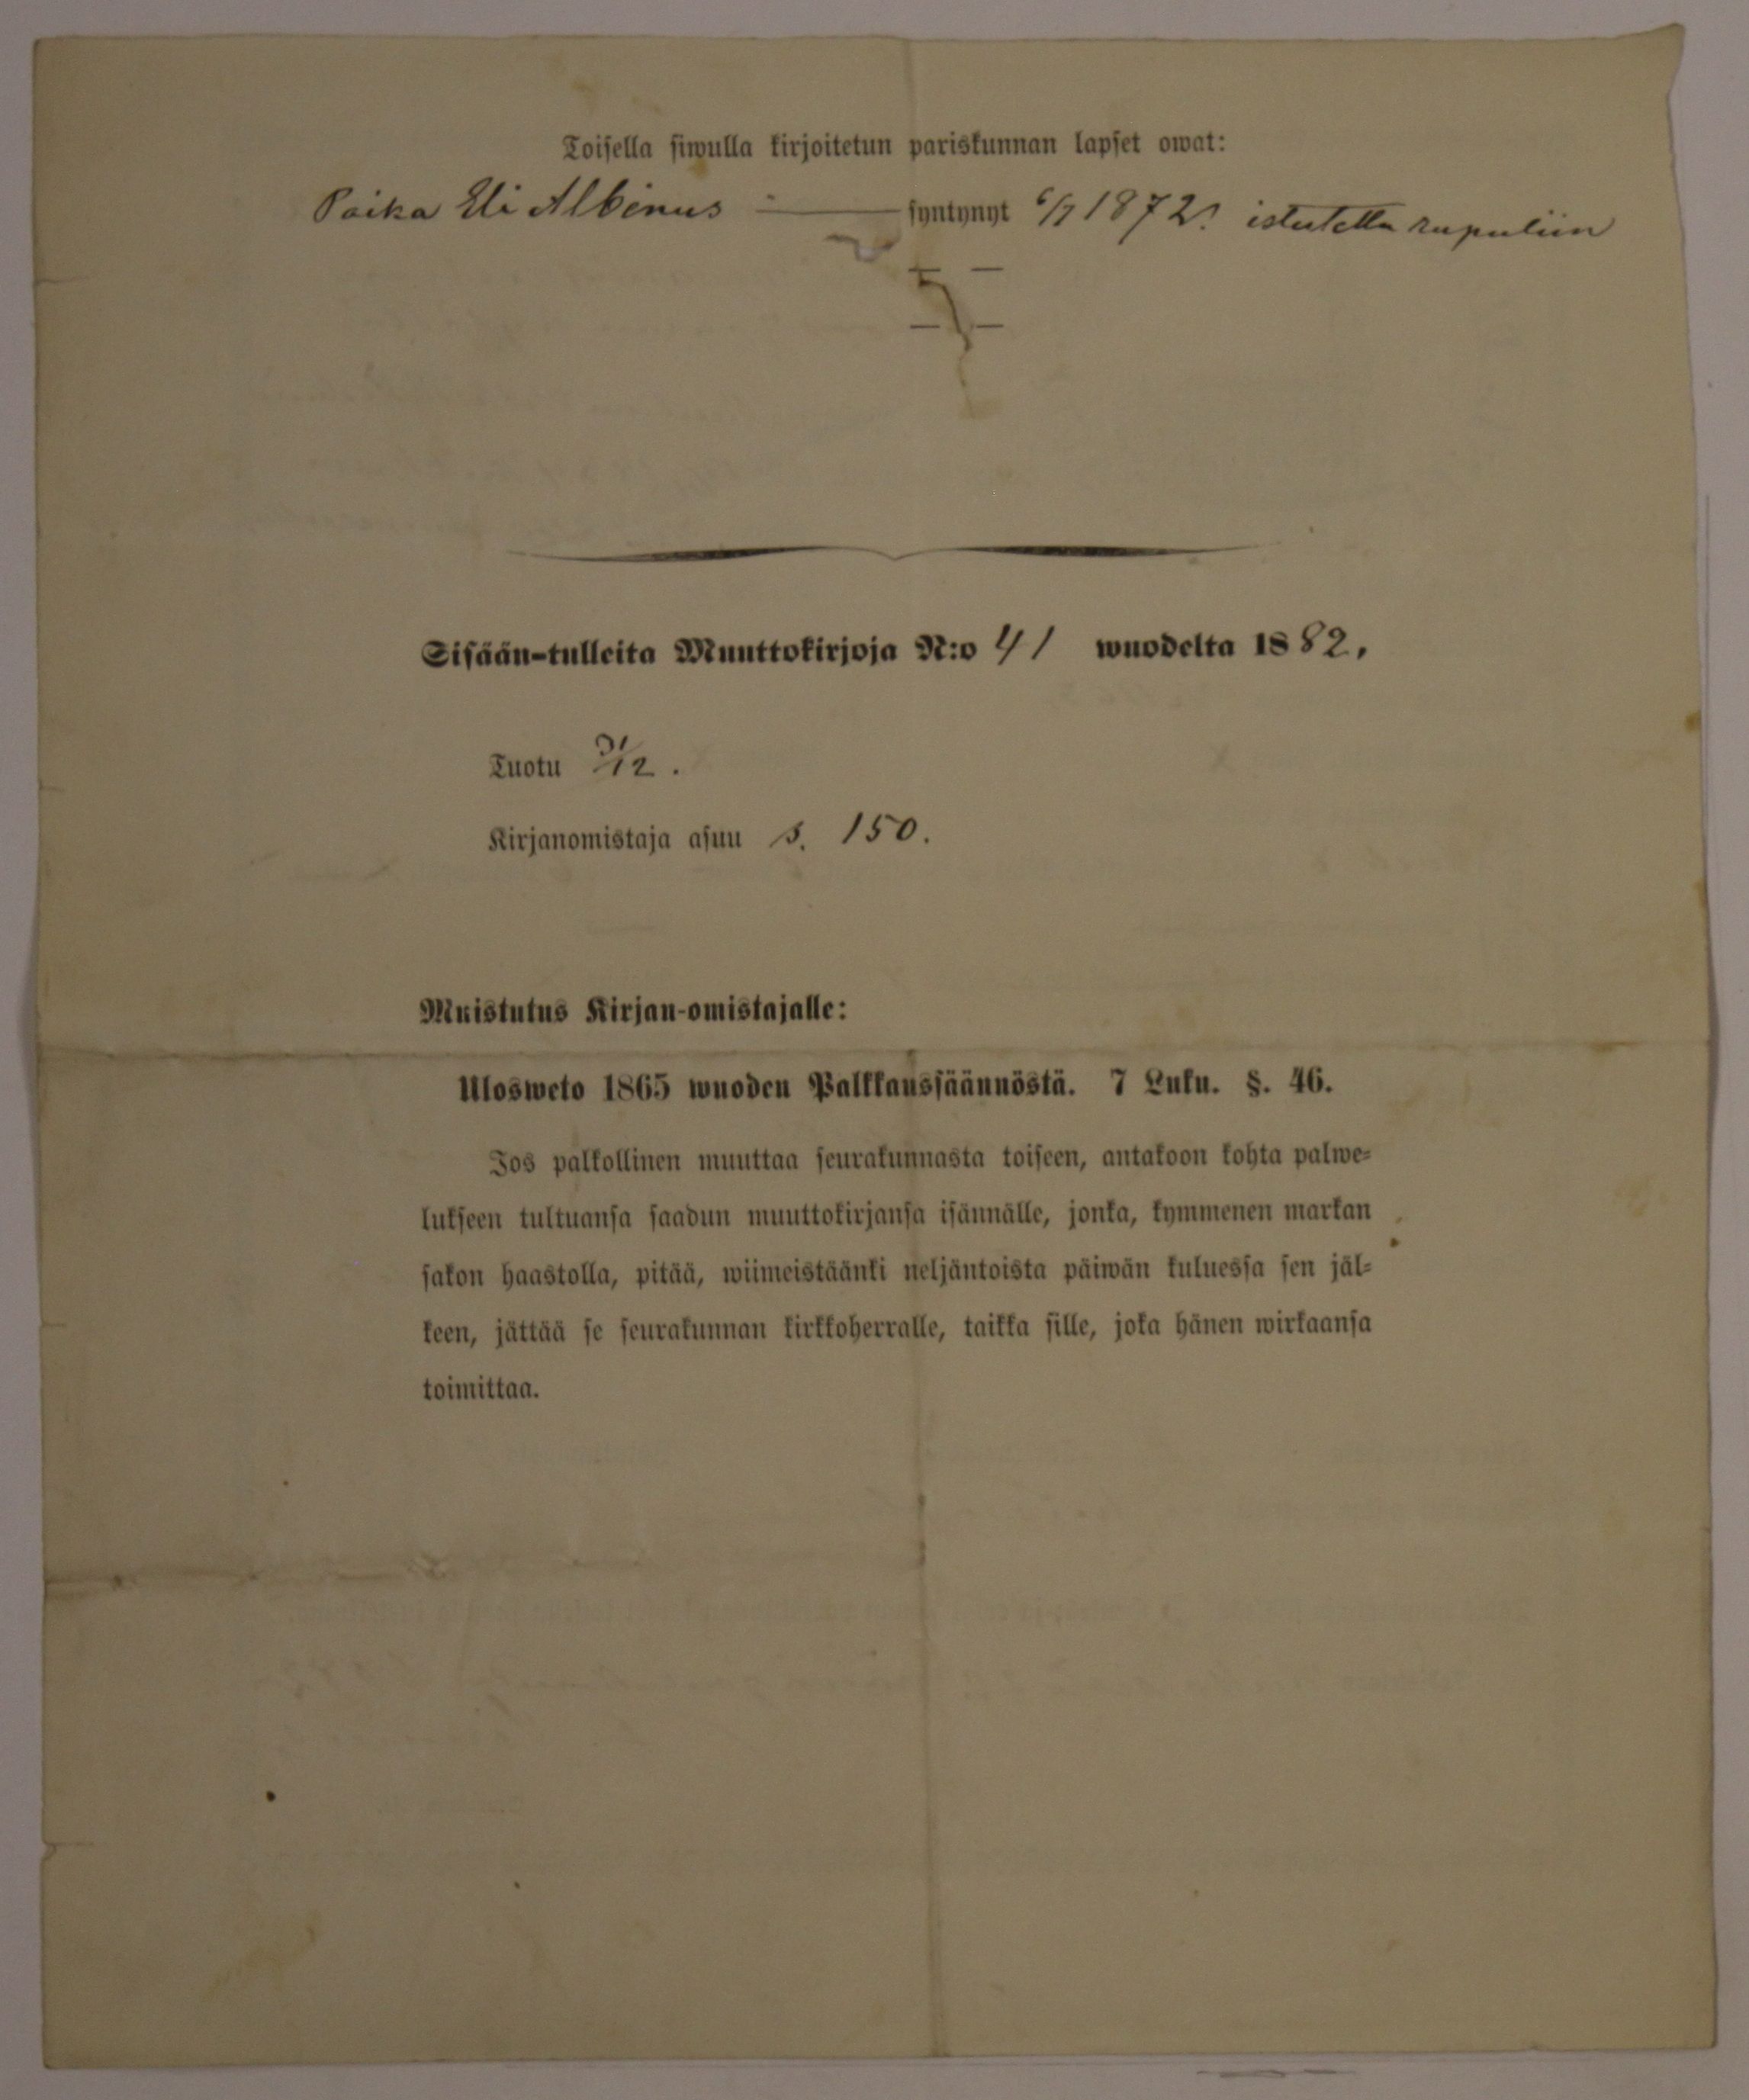 Toisella siwulla kirjoitetun pariskunnan lapset owat:
Poika Eli Albinus — syntynyt 6/7 1872. istutettu rupuliin
— —
— —
Sisään-tulleita Muuttokirjoja N:o 41 wuodelta 1882.
Tuotu 31/12.
Kirjanomistaja asuu s. 150.
Muistutus Kirjan-omistajalle:
Ulosweto 1865 wuoden Palkkaussäännöstä. 7 Luku. §. 46.
Jos palkollinen muuttaa seurakunnasta toiseen, antakoon kohta palwe-
lukseen tultuansa saadun muuttokirjansa isännälle, jonka, kymmenen markan
sakon haastolla, pitää, wiimeistäänki neljäntoista päiwän kuluessa sen jäl-
keen, jättää se seurakunnan kirkkoherralle, taikka sille, joka hänen wirkaansa
toimittaa.